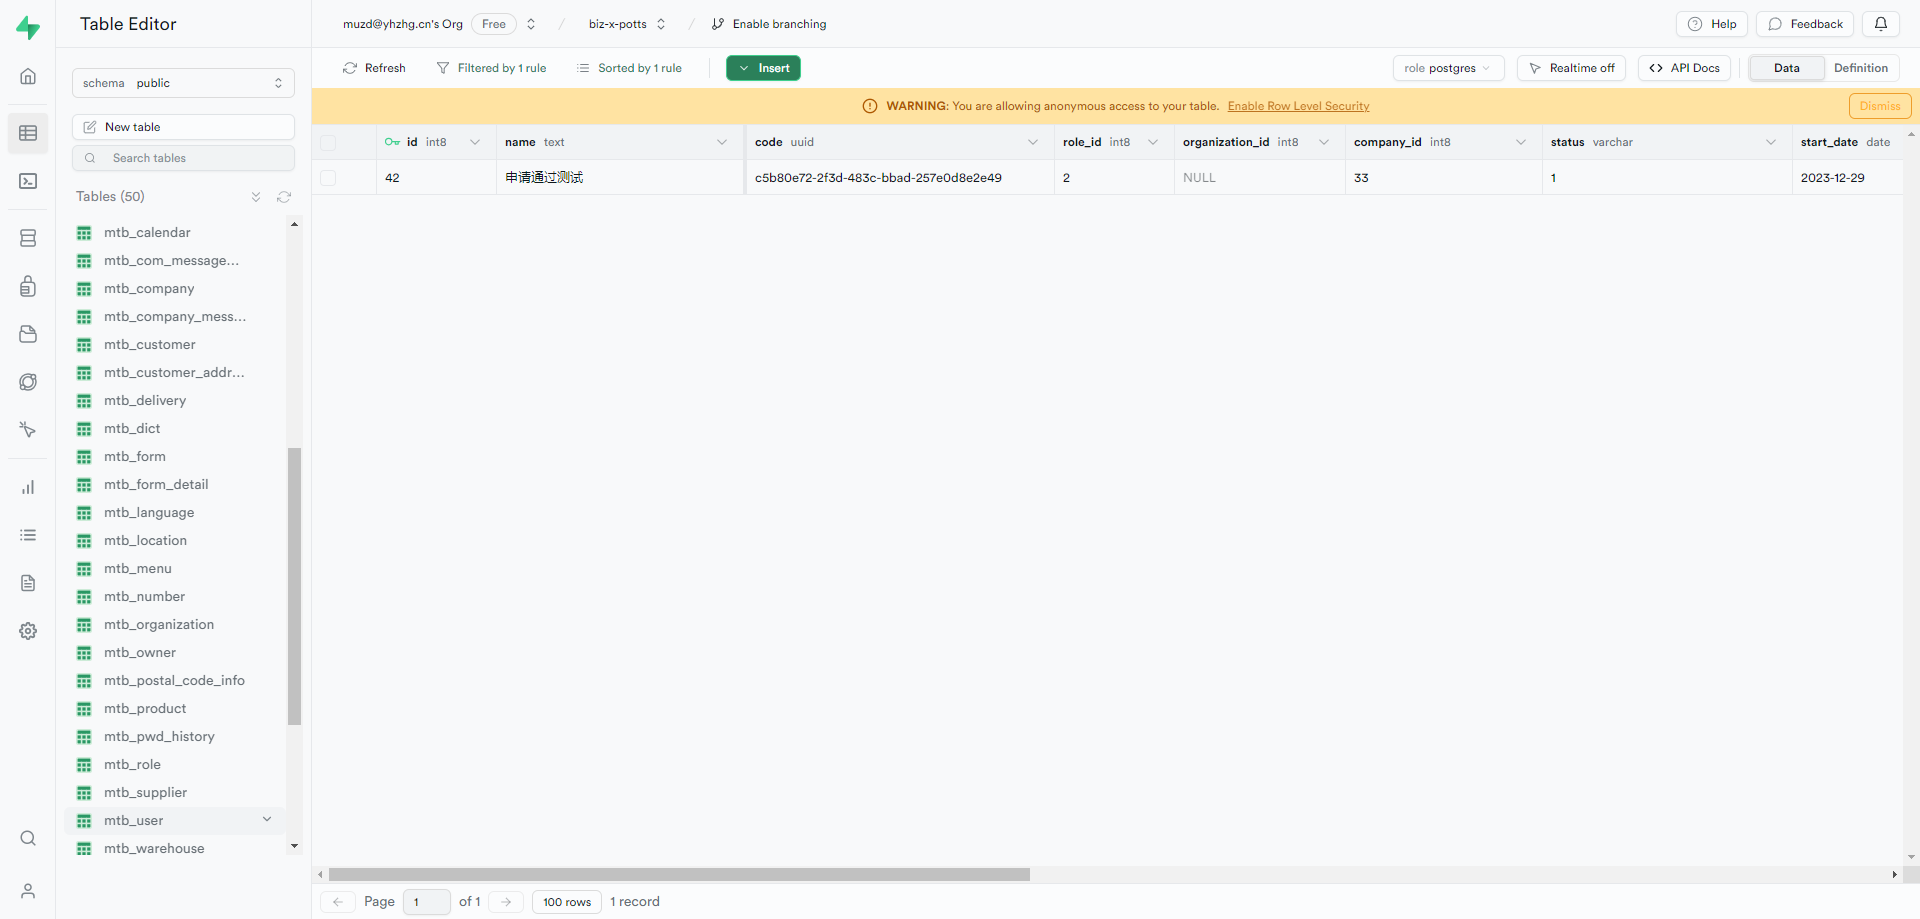 Table Editor
muzd@yhzhg.cn's Org Free / biz-x-potts / Enable branching
Help Feedback
schema public
Refresh Filtered by 1 rule Sorted by 1 rule Insert
role postgres Realtime off API Docs Data Definition
WARNING: You are allowing anonymous access to your table. Enable Row Level Security Dismiss
New table
Search tables
Tables (50)
mtb_calendar
mtb_com_message...
mtb_company
mtb_company_mess...
mtb_customer
mtb_customer_addr...
mtb_delivery
mtb_dict
mtb_form
mtb_form_detail
mtb_language
mtb_location
mtb_menu
mtb_number
mtb_organization
mtb_owner
mtb_postal_code_info
mtb_product
mtb_pwd_history
mtb_role
mtb_supplier
mtb_user
mtb_warehouse
id int8 name text code uuid role_id int8 organization_id int8 company_id int8 status varchar start_date date
42 申请通过测试 c5b80e72-2f3d-483c-bbad-257e0d8e2e49 2 NULL 33 1 2023-12-29
Page 1 of 1 100 rows 1 record